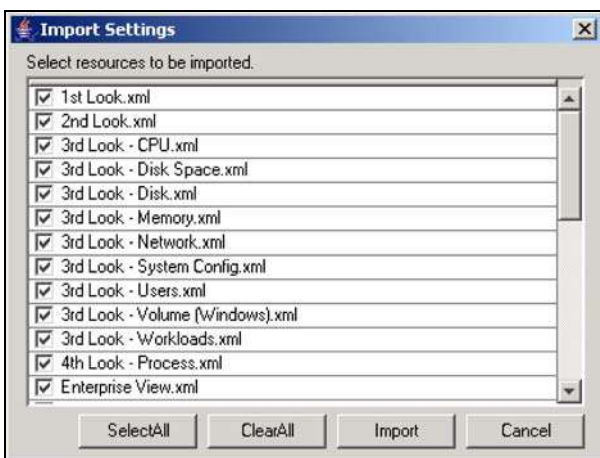 Import Settings
Select resources to be imported.
1st Look.xml
2nd Look.xml
3rd Look - CPU.xml
3rd Look - Disk Space.xml
3rd Look - Disk.xml
3rd Look - Memory.xml
3rd Look - Network.xml
3rd Look - System Config.xml
3rd Look - Users.xml
3rd Look - Volume (Windows).xml
3rd Look - Workloads.xml
4th Look - Process.xml
Enterprise View.xml
SelectAll ClearAll Import Cancel